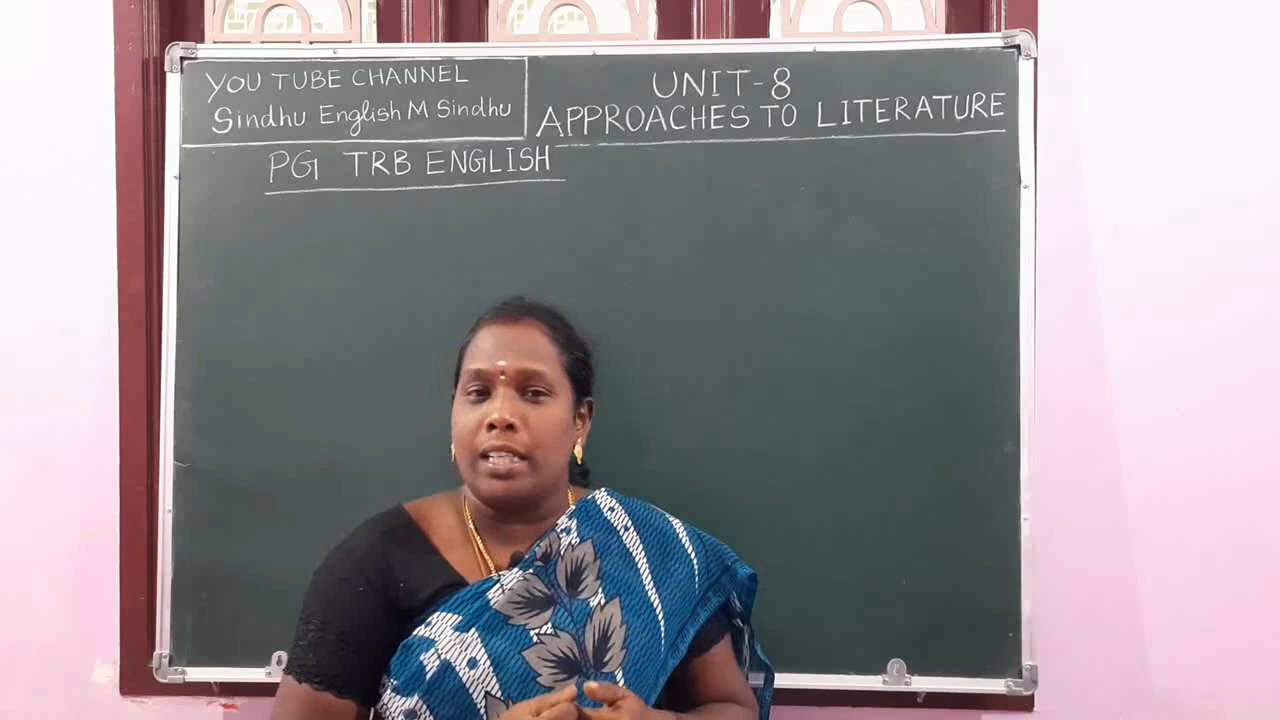 YOU TUBE CHANNEL
Sindhu English M Sindhu
PG TRB ENGLISH
UNIT-8
APPROACHES TO LITERATURE